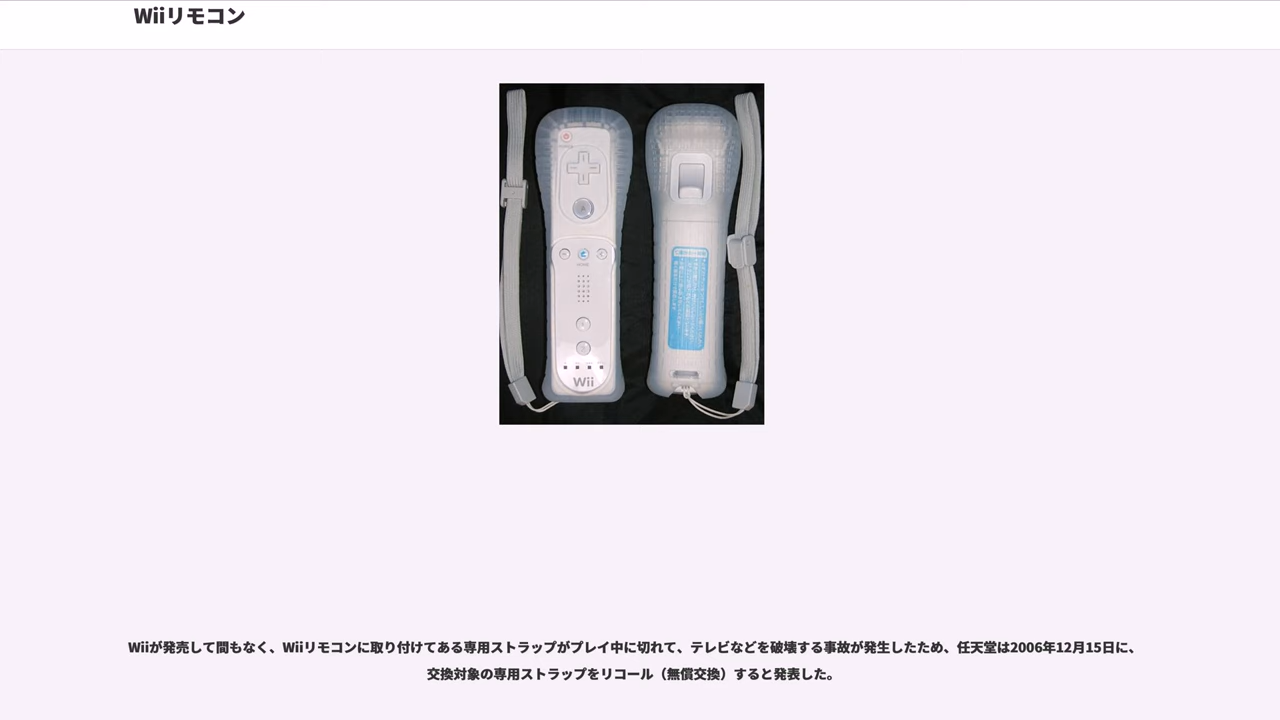 Wiiリモコン
Wii
Wiiが発売して間もなく、Wiiリモコンに取り付けてある専用ストラップがプレイ中に切れて、テレビなどを破壊する事故が発生したため、任天堂は2006年12月15日に、
交換対象の専用ストラップをリコール（無償交換）すると発表した。